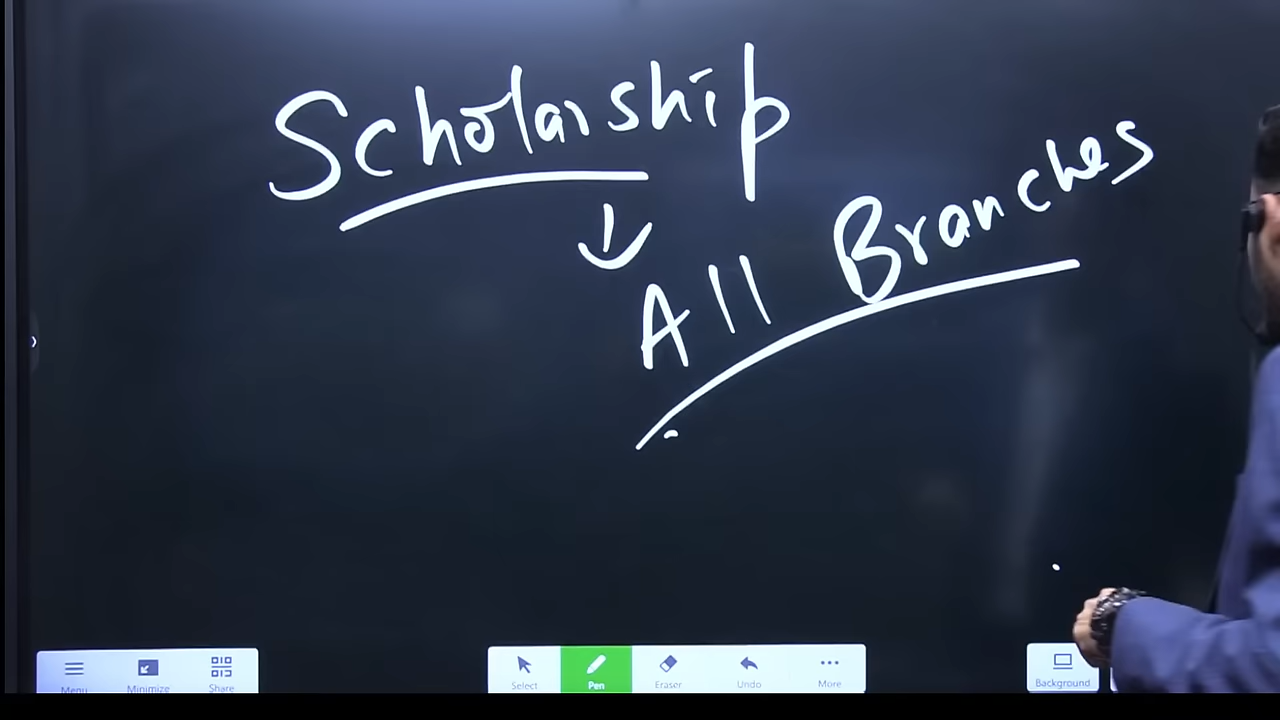 Scholarship
All Branches
Menu Minimize Share Select Pen Eraser Undo More Background